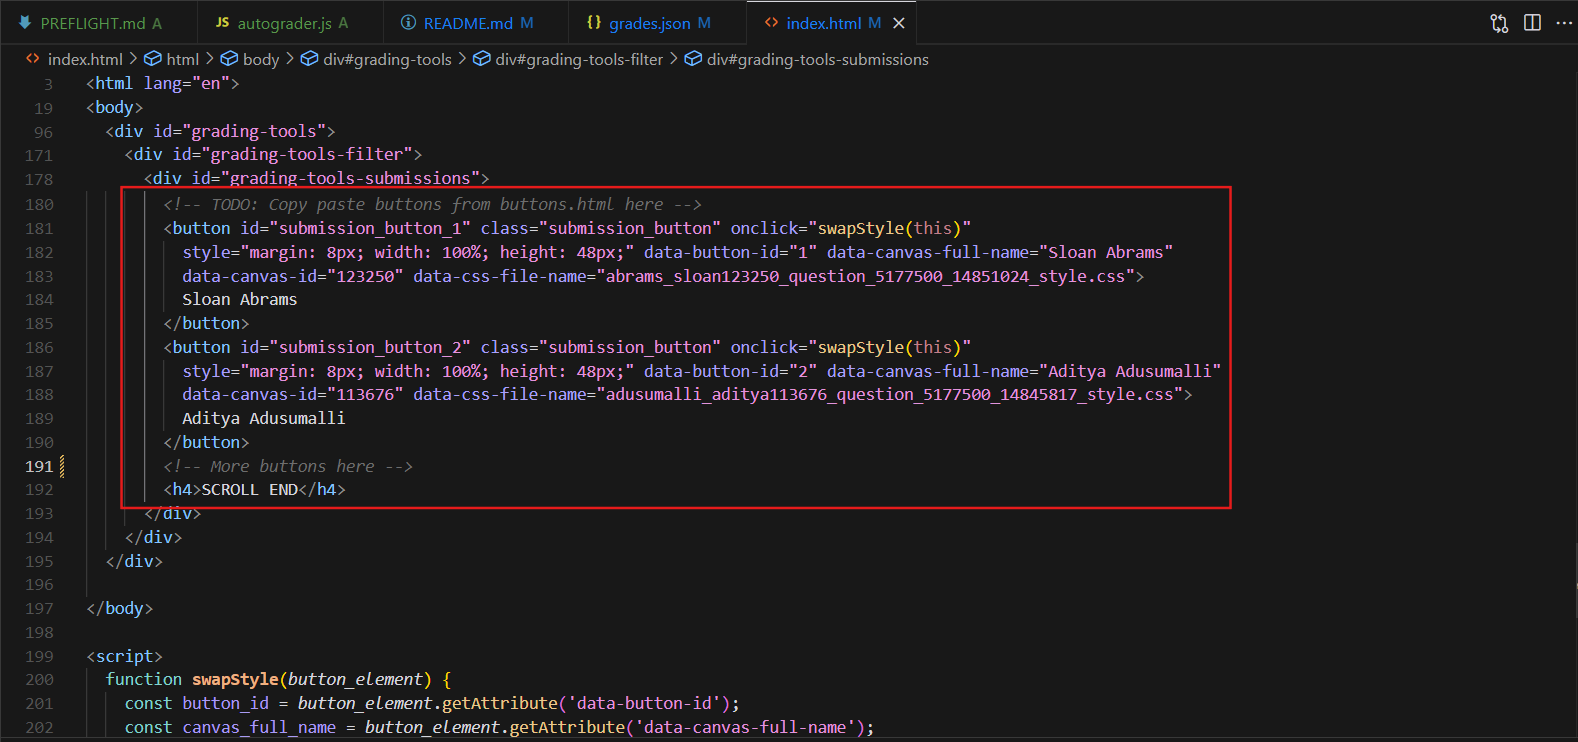 PREFLIGHT.md A JS autograder.js A README.md M {} grades.json M <> index.html M
<> index.html > html > body > div#grading-tools > div#grading-tools-filter > div#grading-tools-submissions
3 <html lang="en">
19 <body>
96 <div id="grading-tools">
171 <div id="grading-tools-filter">
178 <div id="grading-tools-submissions">
180 <!-- TODO: Copy paste buttons from buttons.html here -->
181 <button id="submission_button_1" class="submission_button" onclick="swapStyle(this)"
182 style="margin: 8px; width: 100%; height: 48px;" data-button-id="1" data-canvas-full-name="Sloan Abrams"
183 data-canvas-id="123250" data-css-file-name="abrams_sloan123250_question_5177500_14851024_style.css">
184 Sloan Abrams
185 </button>
186 <button id="submission_button_2" class="submission_button" onclick="swapStyle(this)"
187 style="margin: 8px; width: 100%; height: 48px;" data-button-id="2" data-canvas-full-name="Aditya Adusumalli"
188 data-canvas-id="113676" data-css-file-name="adusumalli_aditya113676_question_5177500_14845817_style.css">
189 Aditya Adusumalli
190 </button>
191 <!-- More buttons here -->
192 <h4>SCROLL END</h4>
193 </div>
194 </div>
195 </div>
196
197 </body>
198
199 <script>
200 function swapStyle(button_element) {
201 const button_id = button_element.getAttribute('data-button-id');
202 const canvas_full_name = button_element.getAttribute('data-canvas-full-name');